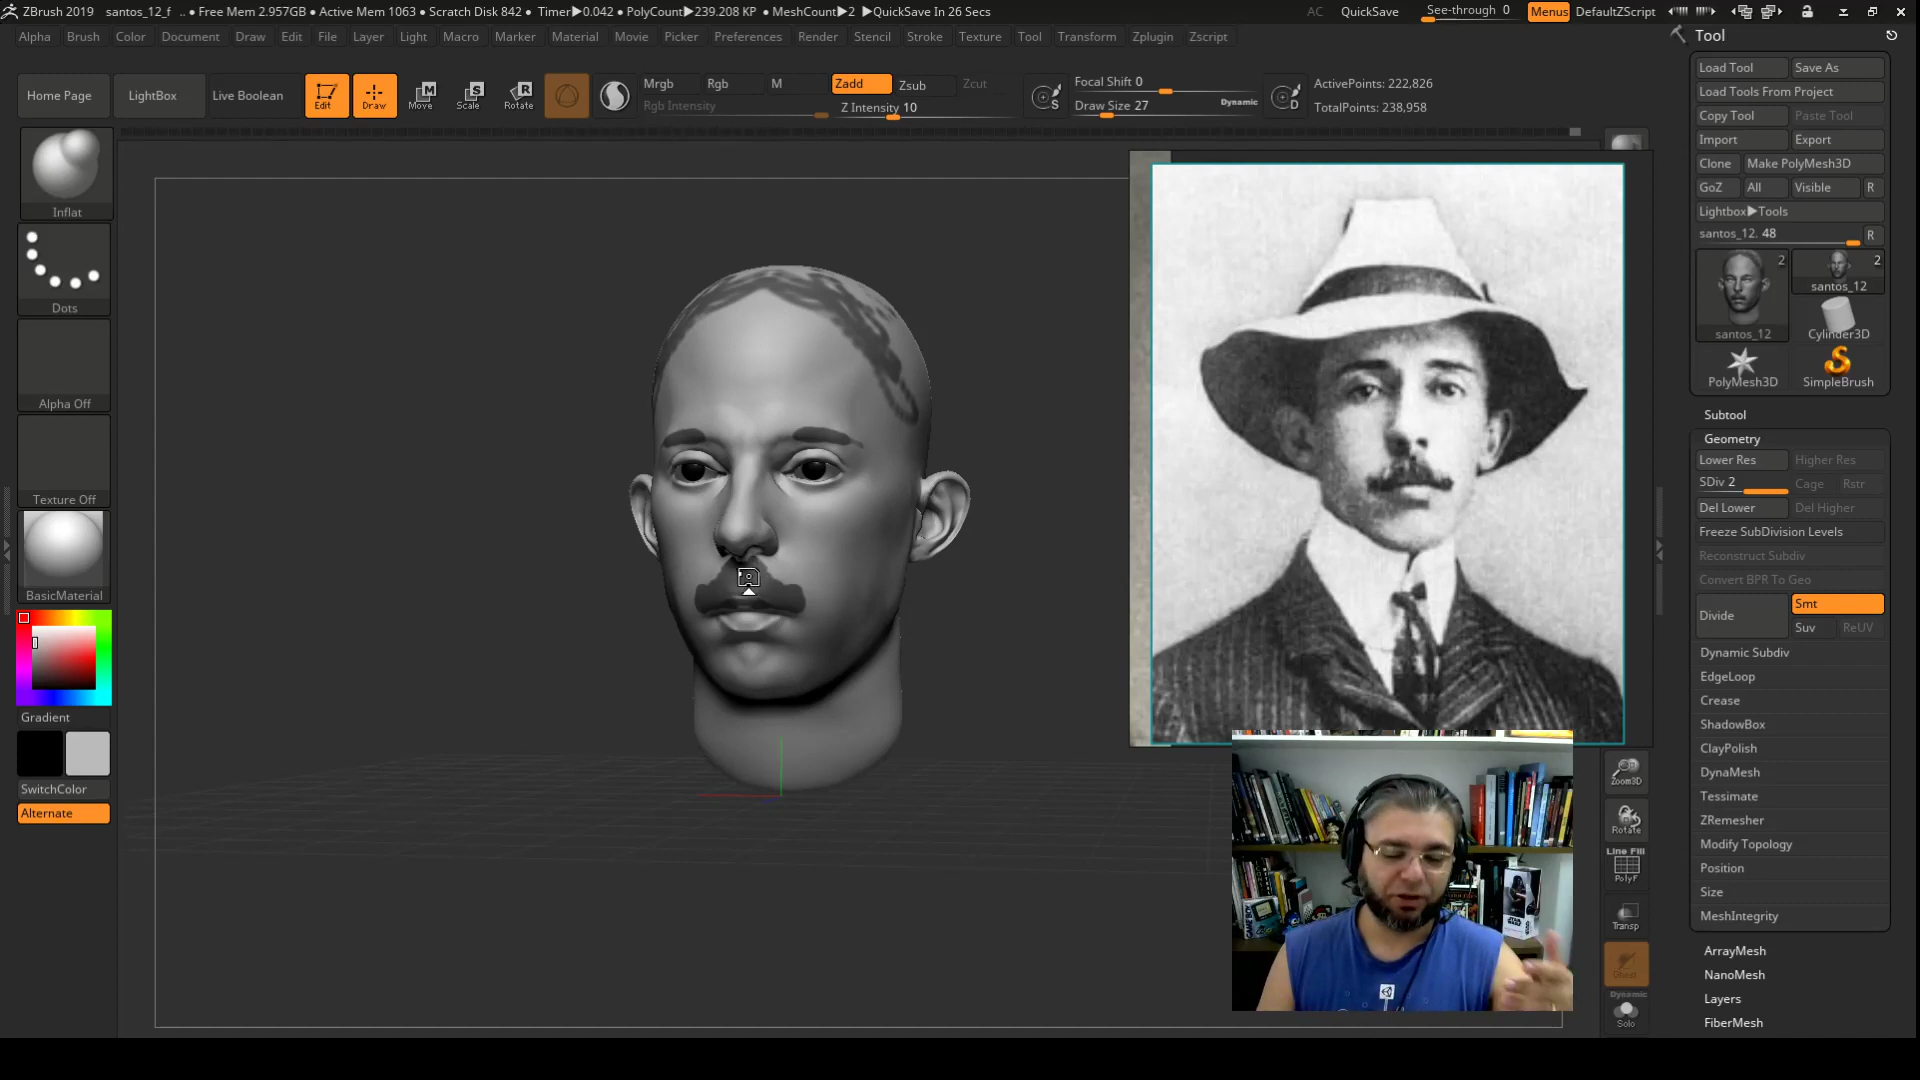 ZBrush 2019 santos_12_f .. ● Free Mem 2.957GB ● Active Mem 1063 ● Scratch Disk 842 ● Timer▶0.042 ● PolyCount▶239.208 KP ● MeshCount▶2 ▶QuickSave In 26 Secs AC QuickSave See-through 0 Menus DefaultZScript
Alpha Brush Color Document Draw Edit File Layer Light Macro Marker Material Movie Picker Preferences Render Stencil Stroke Texture Tool Transform Zplugin Zscript
Home Page LightBox Live Boolean Edit Draw Move Scale Rotate
M S R
Mrgb Rgb M Zadd Zsub Zcut
Rgb Intensity Z Intensity 10
S Focal Shift 0
Draw Size 27 Dynamic
D ActivePoints: 222,826
TotalPoints: 238,958
Inflat
Dots
Alpha Off
Texture Off
BasicMaterial
Gradient
SwitchColor
Alternate
Zoom3D
Rotate
Line Fill
PolyF
Transp
Ghost
Dynamic
Solo
STAR WARS
Tool
Load Tool Save As
Load Tools From Project
Copy Tool Paste Tool
Import Export
Clone Make PolyMesh3D
GoZ All Visible R
Lightbox▶Tools
santos_12. 48 R
2 2
santos_12
santos_12 Cylinder3D
PolyMesh3D SimpleBrush
Subtool
Geometry
Lower Res Higher Res
SDiv 2 Cage Rstr
Del Lower Del Higher
Freeze SubDivision Levels
Reconstruct Subdiv
Convert BPR To Geo
Divide Smt
Suv ReUV
Dynamic Subdiv
EdgeLoop
Crease
ShadowBox
ClayPolish
DynaMesh
Tessimate
ZRemesher
Modify Topology
Position
Size
MeshIntegrity
ArrayMesh
NanoMesh
Layers
FiberMesh